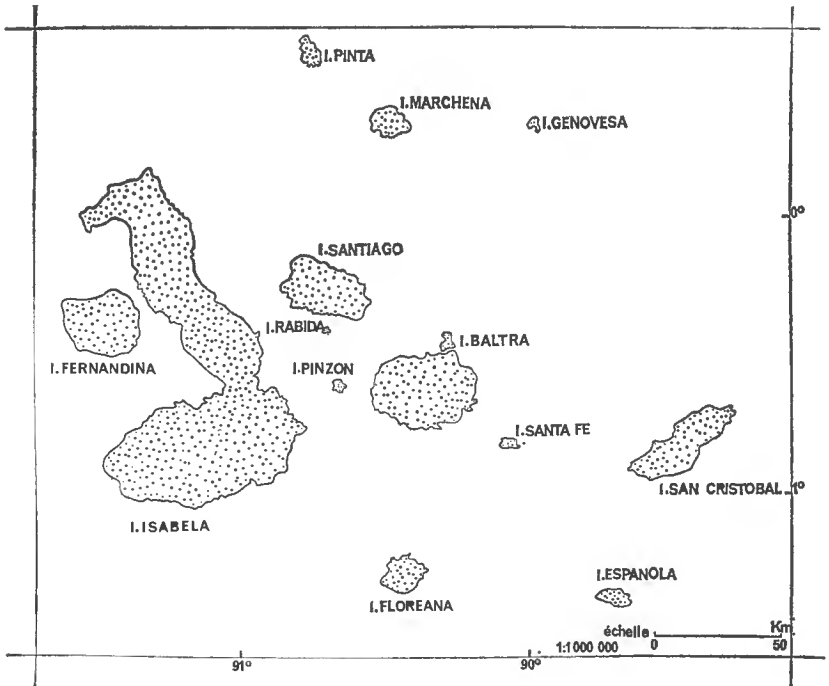 I.PINTA
I.MARCHENA
I.GENOVESA
0°
I.SANTIAGO
I.RABIDA
I.BALTRA
I.FERNANDINA
I.PINZON
I.SANTA FE
I.SAN CRISTOBAL
1°
I.ISABELA
I.ESPANOLA
I.FLOREANA
échelle 0 Km 50
1:1000 000
91°
90°